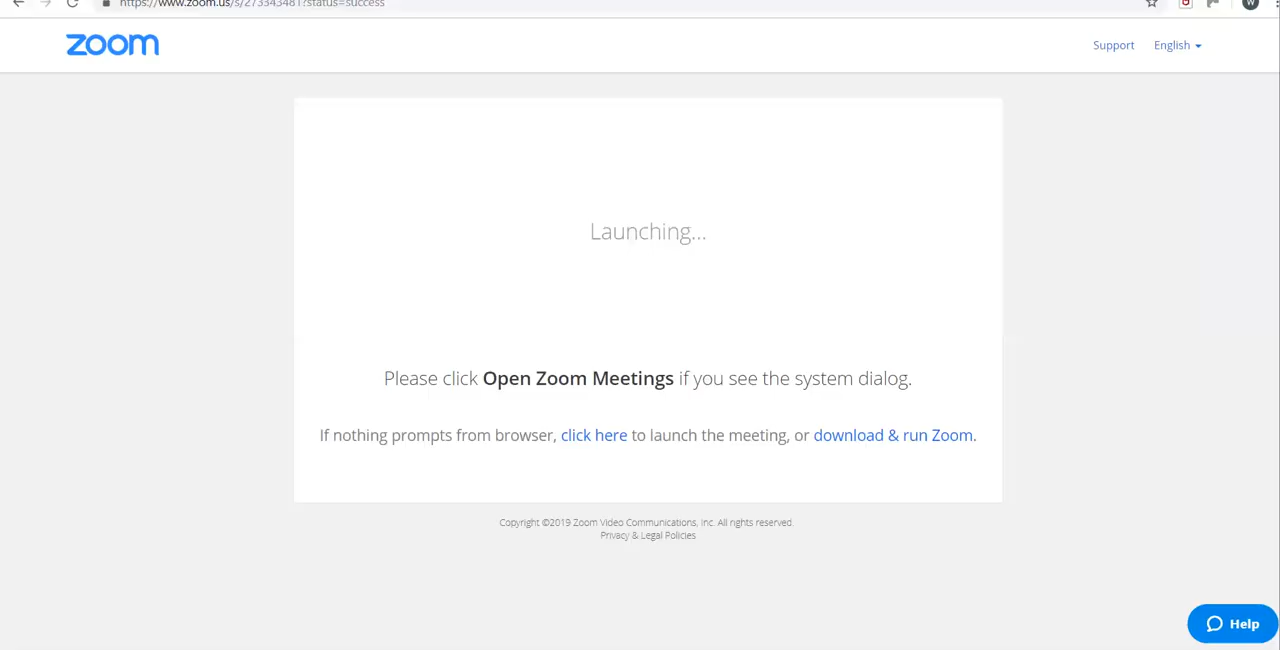 https://www.zoom.us/s/273343481?status=success
W
zoom
Support
English
Launching...
Please click Open Zoom Meetings if you see the system dialog.
If nothing prompts from browser, click here to launch the meeting, or download & run Zoom.
Copyright ©2019 Zoom Video Communications, Inc. All rights reserved.
Privacy & Legal Policies
Help